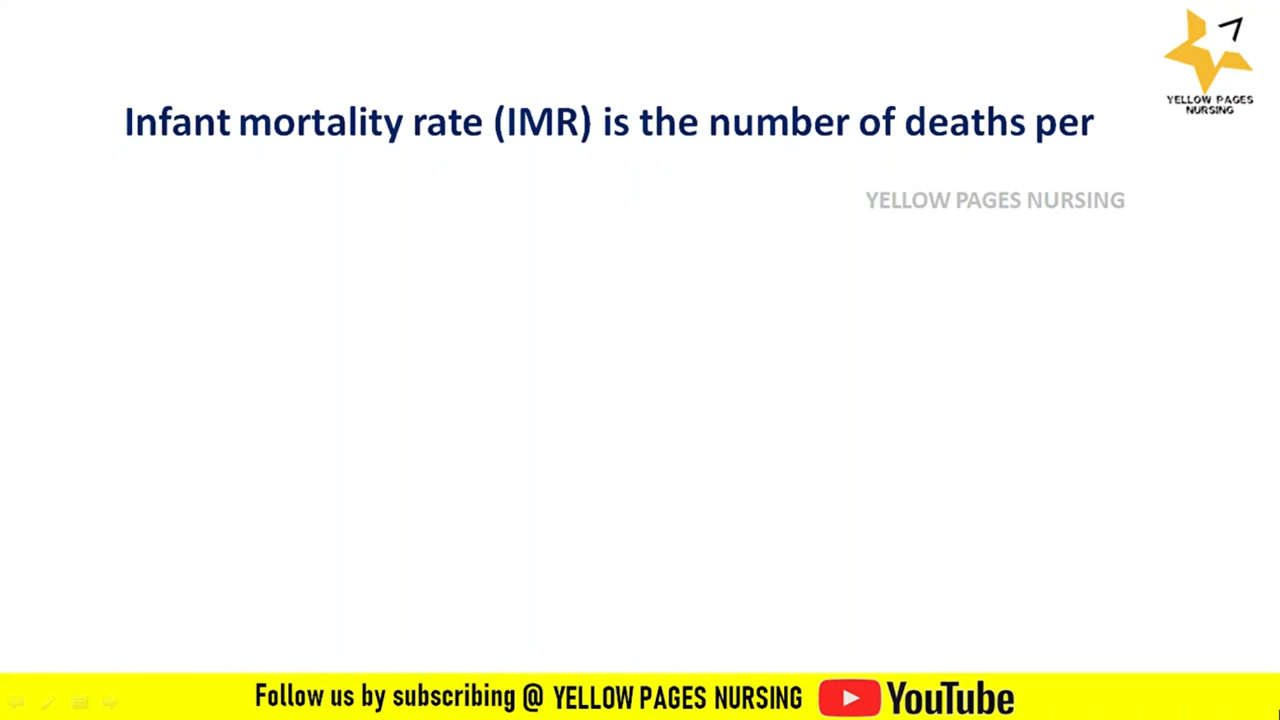 YELLOW PAGES
NURSING
Infant mortality rate (IMR) is the number of deaths per
YELLOW PAGES NURSING
Follow us by subscribing @ YELLOW PAGES NURSING YouTube